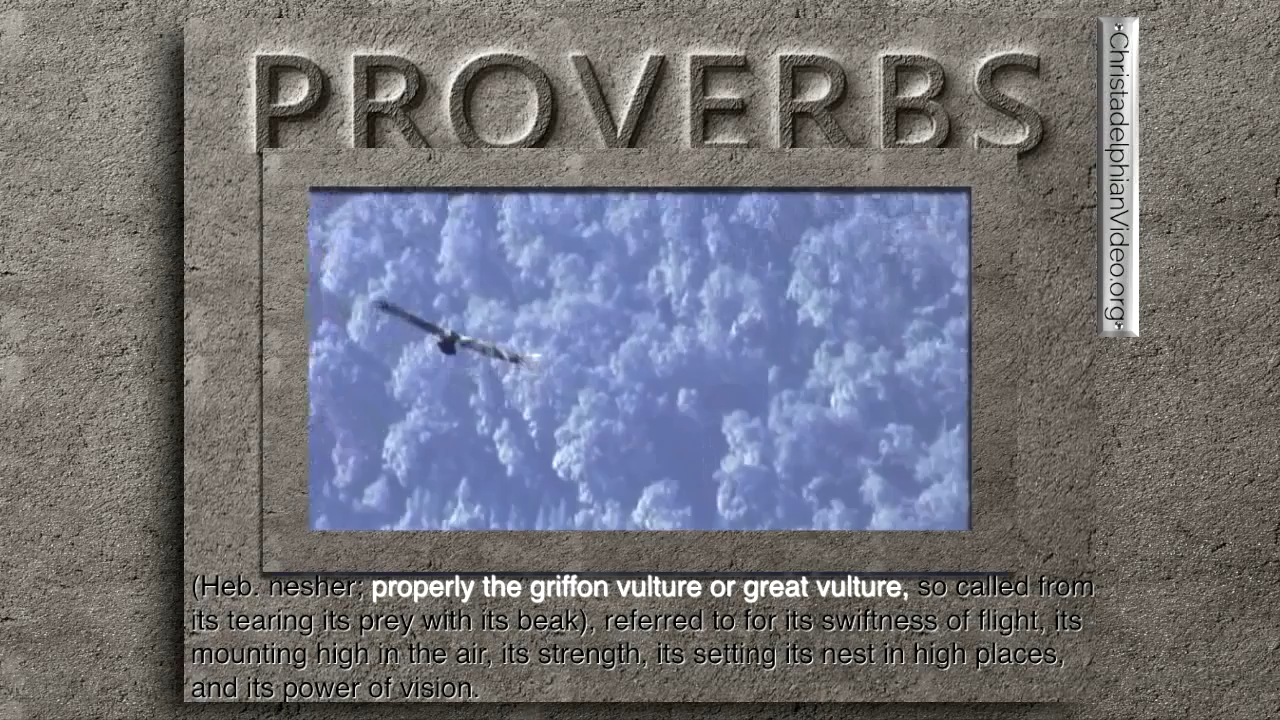 PROVERBS
ChristadelphianVideo.org
(Heb. nesher; properly the griffon vulture or great vulture, so called from
its tearing its prey with its beak), referred to for its swiftness of flight, its
mounting high in the air, its strength, its setting its nest in high places,
and its power of vision.